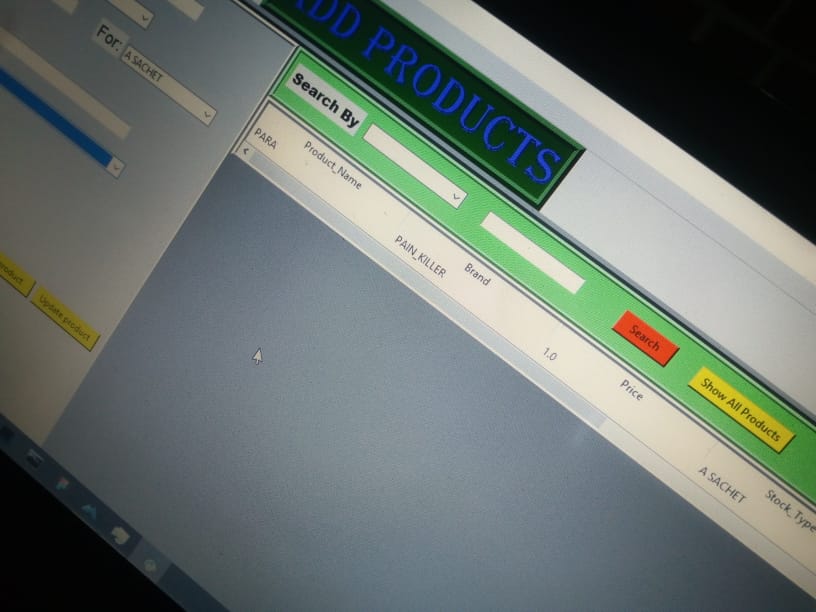 ADD PRODUCTS
For:
A SACHET
Search By
Search
Show All Products
Product_Name
Brand
Price
Stock_Type
PARA
PAIN_KILLER
1.0
A SACHET
<
product
Update product